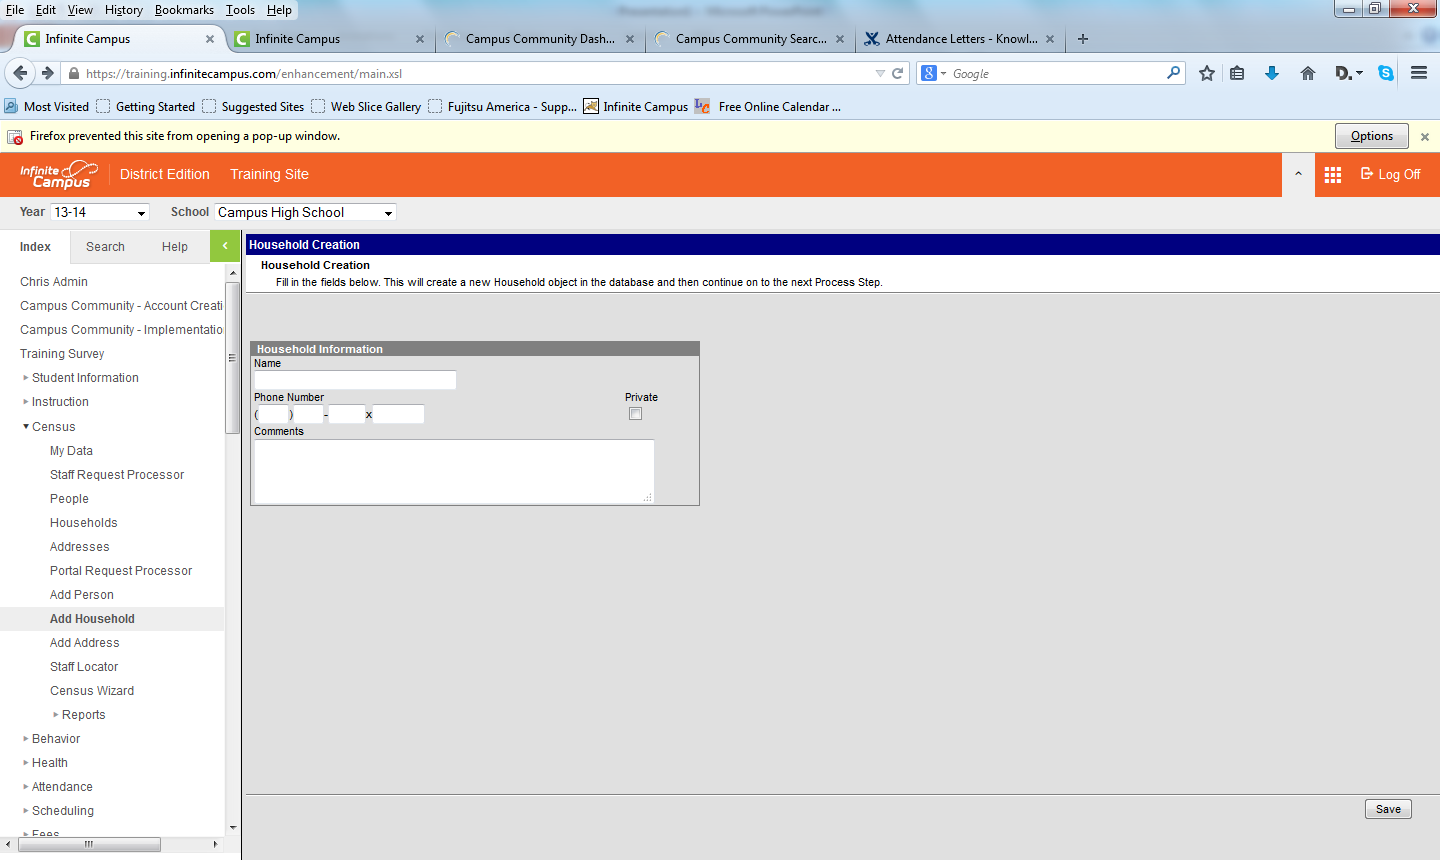 File Edit View History Bookmarks Tools Help
Infinite Campus
Infinite Campus
Campus Community Dash...
Campus Community Searc...
Attendance Letters - Knowl...
https://training.infinitecampus.com/enhancement/main.xsl
Google
Most Visited Getting Started Suggested Sites Web Slice Gallery Fujitsu America - Supp... Infinite Campus Free Online Calendar ...
Firefox prevented this site from opening a pop-up window.
Options
Infinite Campus
District Edition
Training Site
Log Off
Year 13-14 School Campus High School
Index Search Help
Chris Admin
Campus Community - Account Creati
Campus Community - Implementatio
Training Survey
Student Information
Instruction
Census
My Data
Staff Request Processor
People
Households
Addresses
Portal Request Processor
Add Person
Add Household
Add Address
Staff Locator
Census Wizard
Reports
Behavior
Health
Attendance
Scheduling
Fees
Household Creation
Household Creation
Fill in the fields below. This will create a new Household object in the database and then continue on to the next Process Step.
Household Information
Name
Phone Number Private
( ) - x
Comments
Save